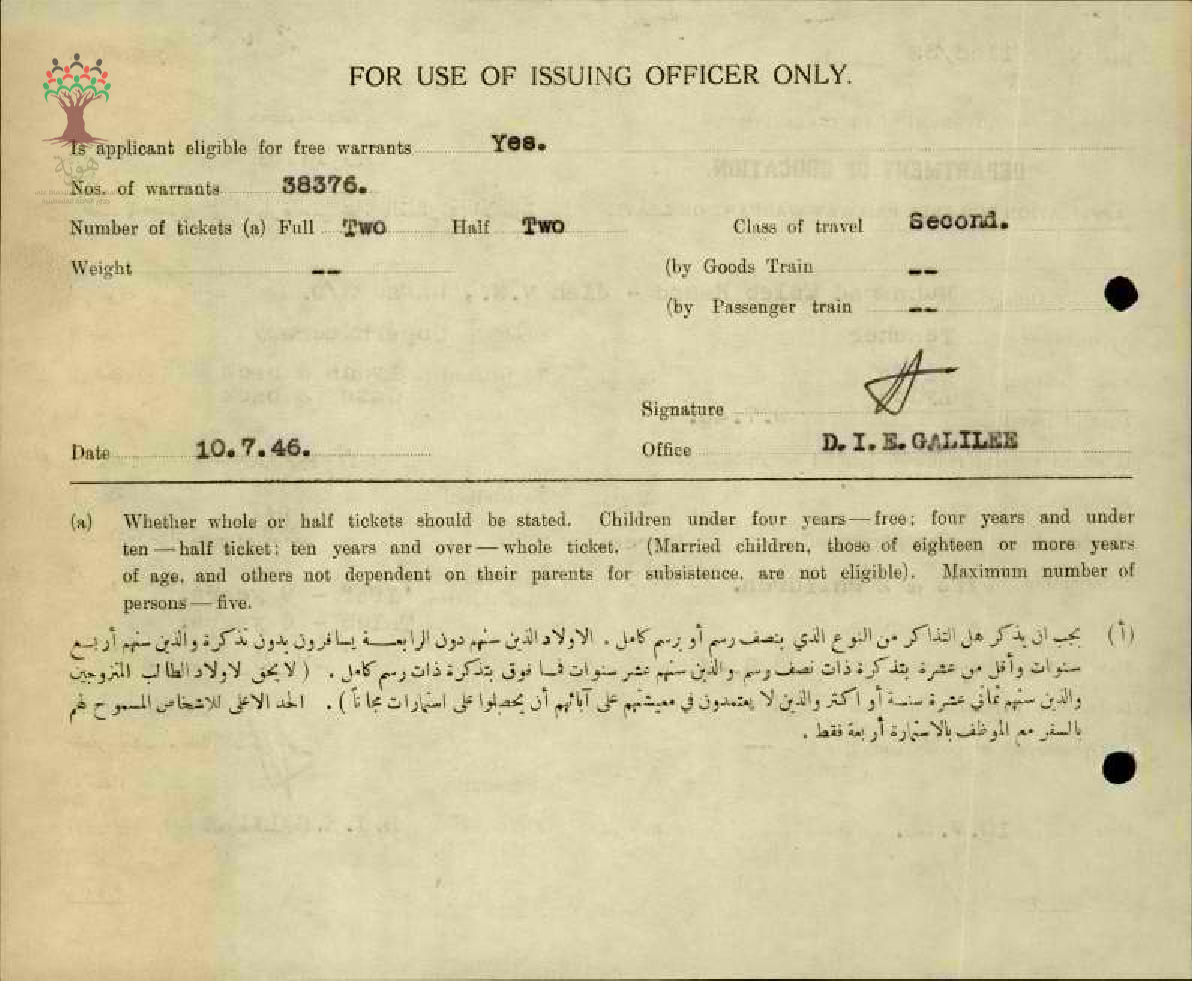 FOR USE OF ISSUING OFFICER ONLY.
Is applicant eligible for free warrants Yes.
هوية
Nos. of warrants 38376.
Number of tickets (a) Full Two Half Two Class of travel Second.
Weight -- (by Goods Train --
(by Passenger train --
Signature
Date 10.7.46. Office D. I. E. GALILEE
(a) Whether whole or half tickets should be stated. Children under four years — free; four years and under
ten — half ticket; ten years and over — whole ticket. (Married children, those of eighteen or more years
of age, and others not dependent on their parents for subsistence, are not eligible). Maximum number of
persons — five.
(أ) يجب ان يذكر هل التذاكر من النوع الذي بنصف رسم أو برسم كامل . الاولاد الذين سنهم دون الرابعة يسافرون بدون تذكرة والذين سنهم أربع
سنوات وأقل من عشرة بتذكرة ذات نصف رسم والذين سنهم عشر سنوات فما فوق بتذكرة ذات رسم كامل . ( لا يحق لاولاد الطالب المتزوجين
والذين سنهم ثماني عشرة سنة أو اكثر والذين لا يعتمدون في معيشتهم على آبائهم أن يحصلوا على استمارات مجاناً ) . الحد الاعلى للاشخاص المسموح لهم
بالسفر مع الموظف بالاستمارة أربعة فقط .